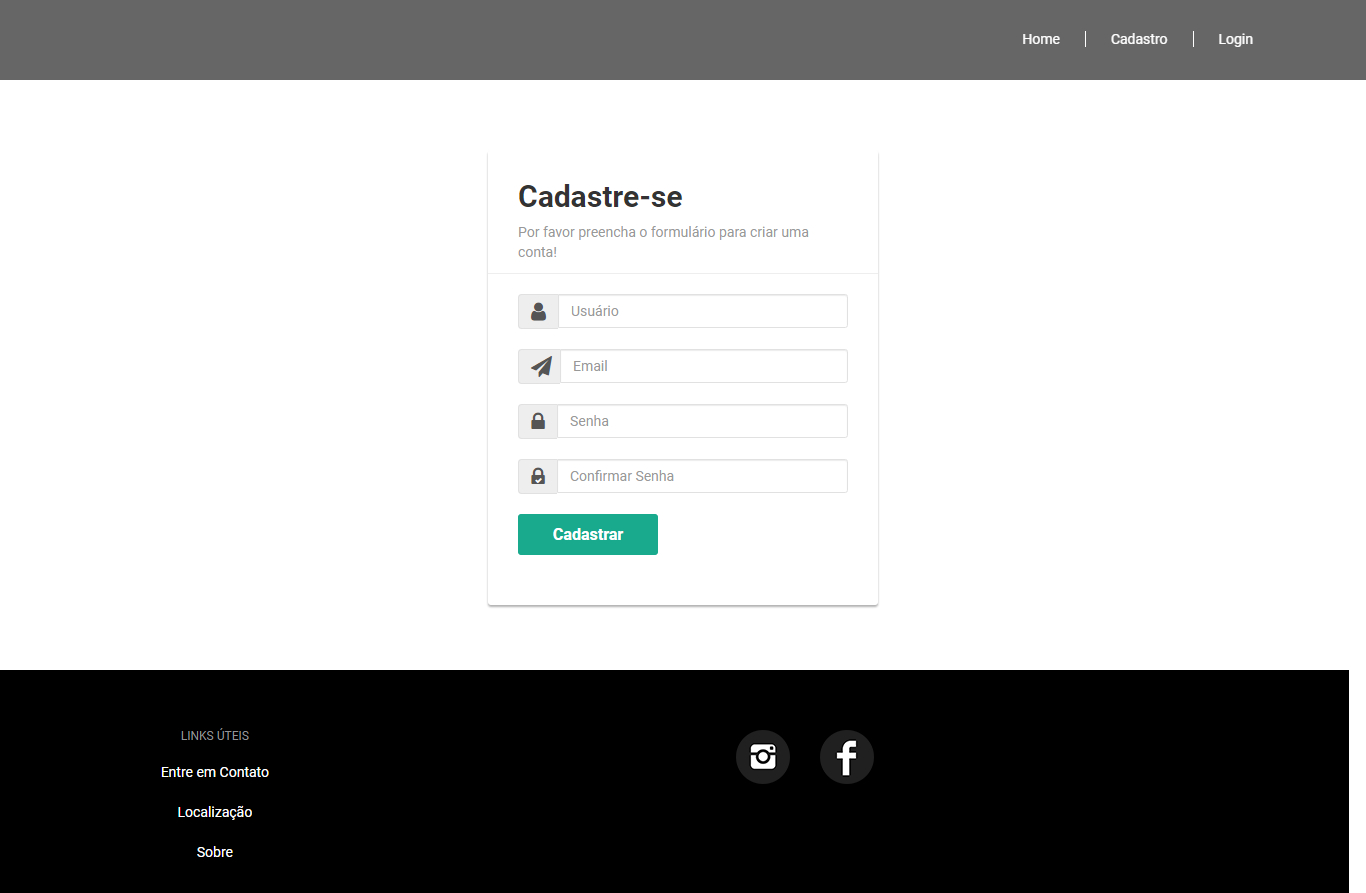 Home
Cadastro
Login
Cadastre-se
Por favor preencha o formulário para criar uma
conta!
Usuário
Email
Senha
Confirmar Senha
Cadastrar
LINKS ÚTEIS
Entre em Contato
Localização
Sobre